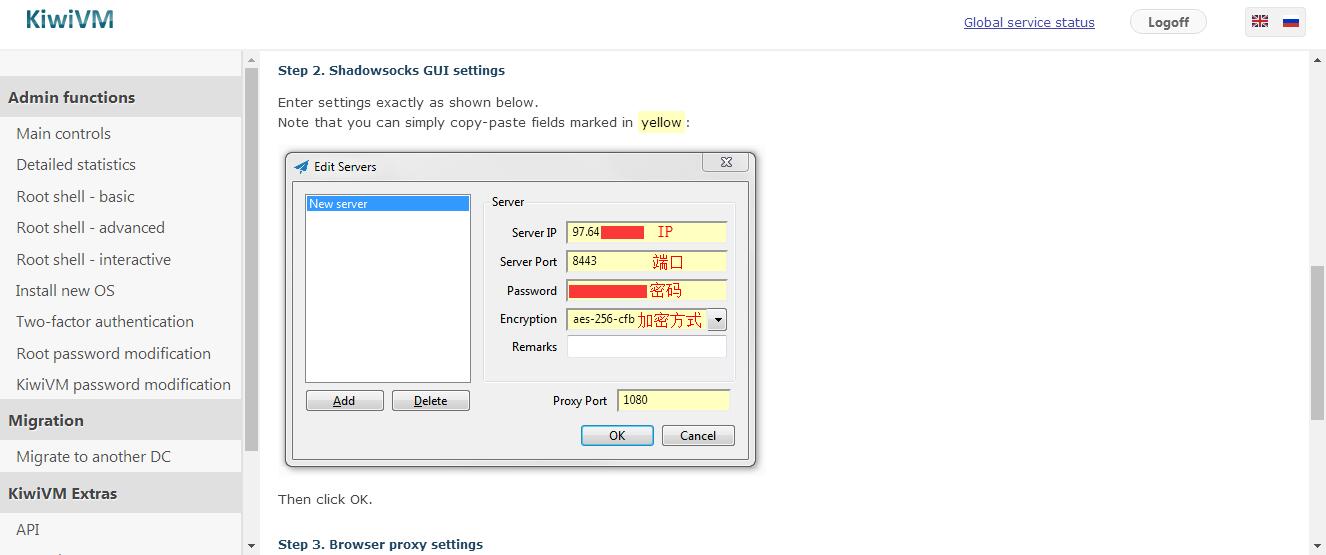 KiwiVM
Global service status
Logoff
Admin functions
Main controls
Detailed statistics
Root shell - basic
Root shell - advanced
Root shell - interactive
Install new OS
Two-factor authentication
Root password modification
KiwiVM password modification
Migration
Migrate to another DC
KiwiVM Extras
API
Step 2. Shadowsocks GUI settings
Enter settings exactly as shown below.
Note that you can simply copy-paste fields marked in yellow:
Edit Servers
New server
Add
Delete
Server
Server IP 97.64 IP
Server Port 8443 端口
Password 密码
Encryption aes-256-cfb 加密方式
Remarks
Proxy Port 1080
OK
Cancel
Then click OK.
Step 3. Browser proxy settings